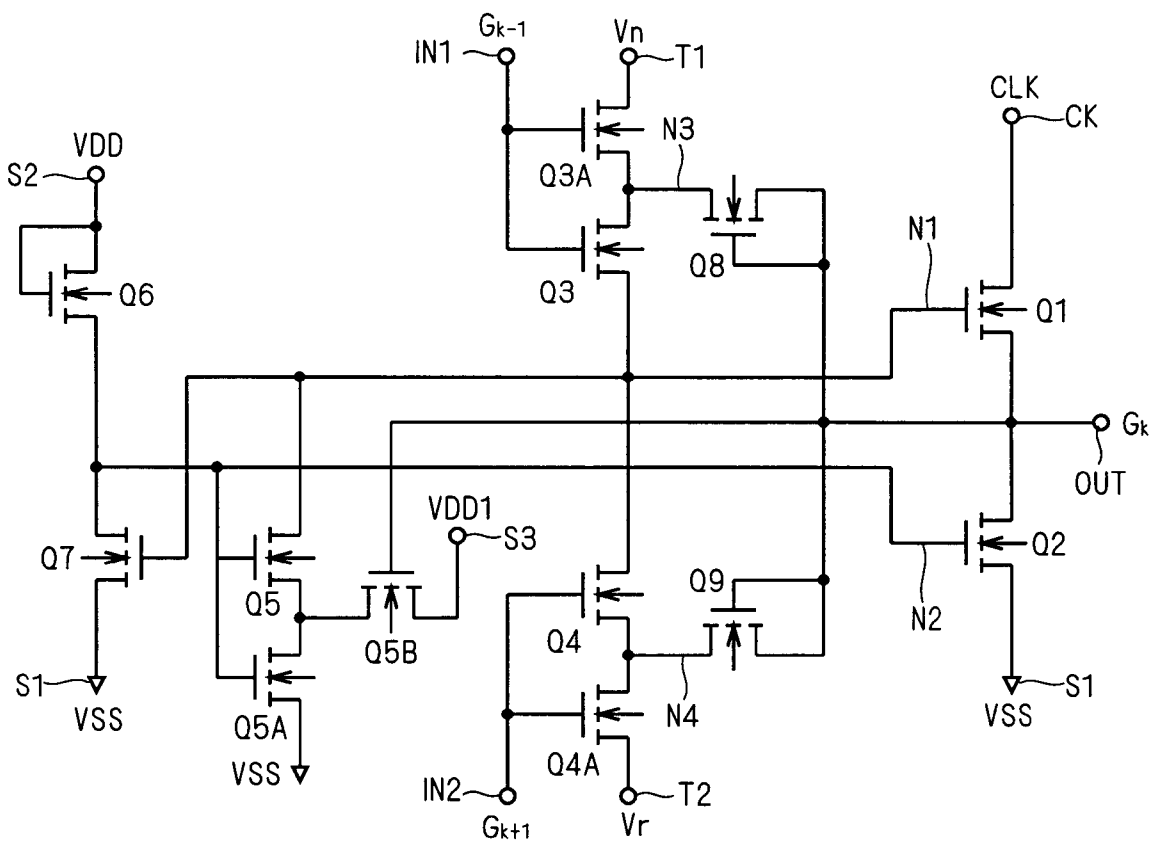 Gk-1
IN1
Vn
T1
CLK
CK
VDD
S2
Q3A
N3
Q6
Q3
Q8
N1
Q1
Gk
OUT
VDD1
S3
Q7
Q5
Q5B
Q4
Q9
Q2
N2
S1
VSS
Q5A
VSS
Q4A
N4
S1
VSS
IN2
Gk+1
T2
Vr